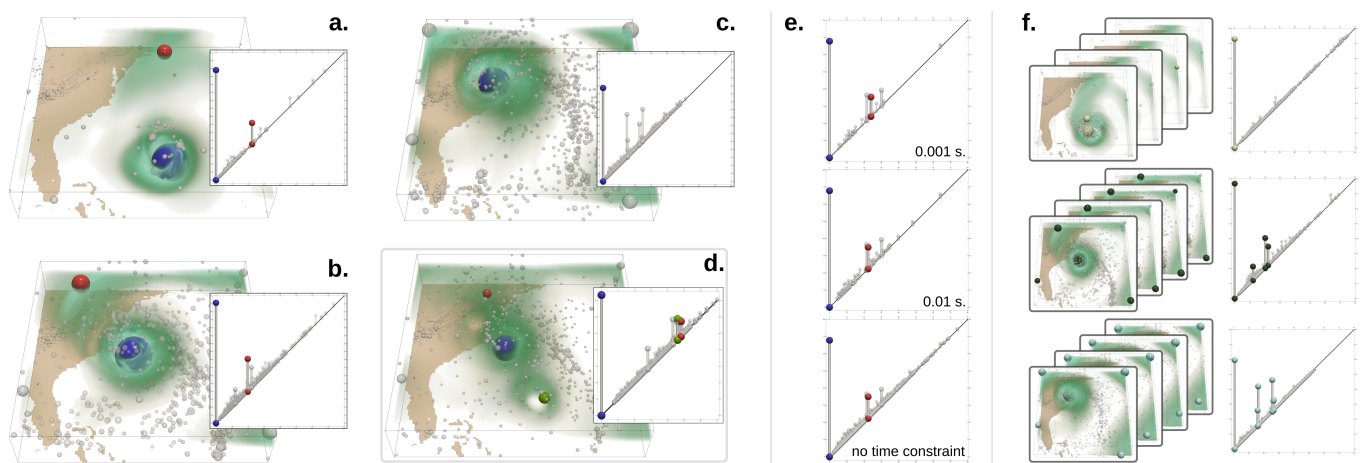 a.
b.
c.
d.
e.
0.001 s.
0.01 s.
no time constraint
f.